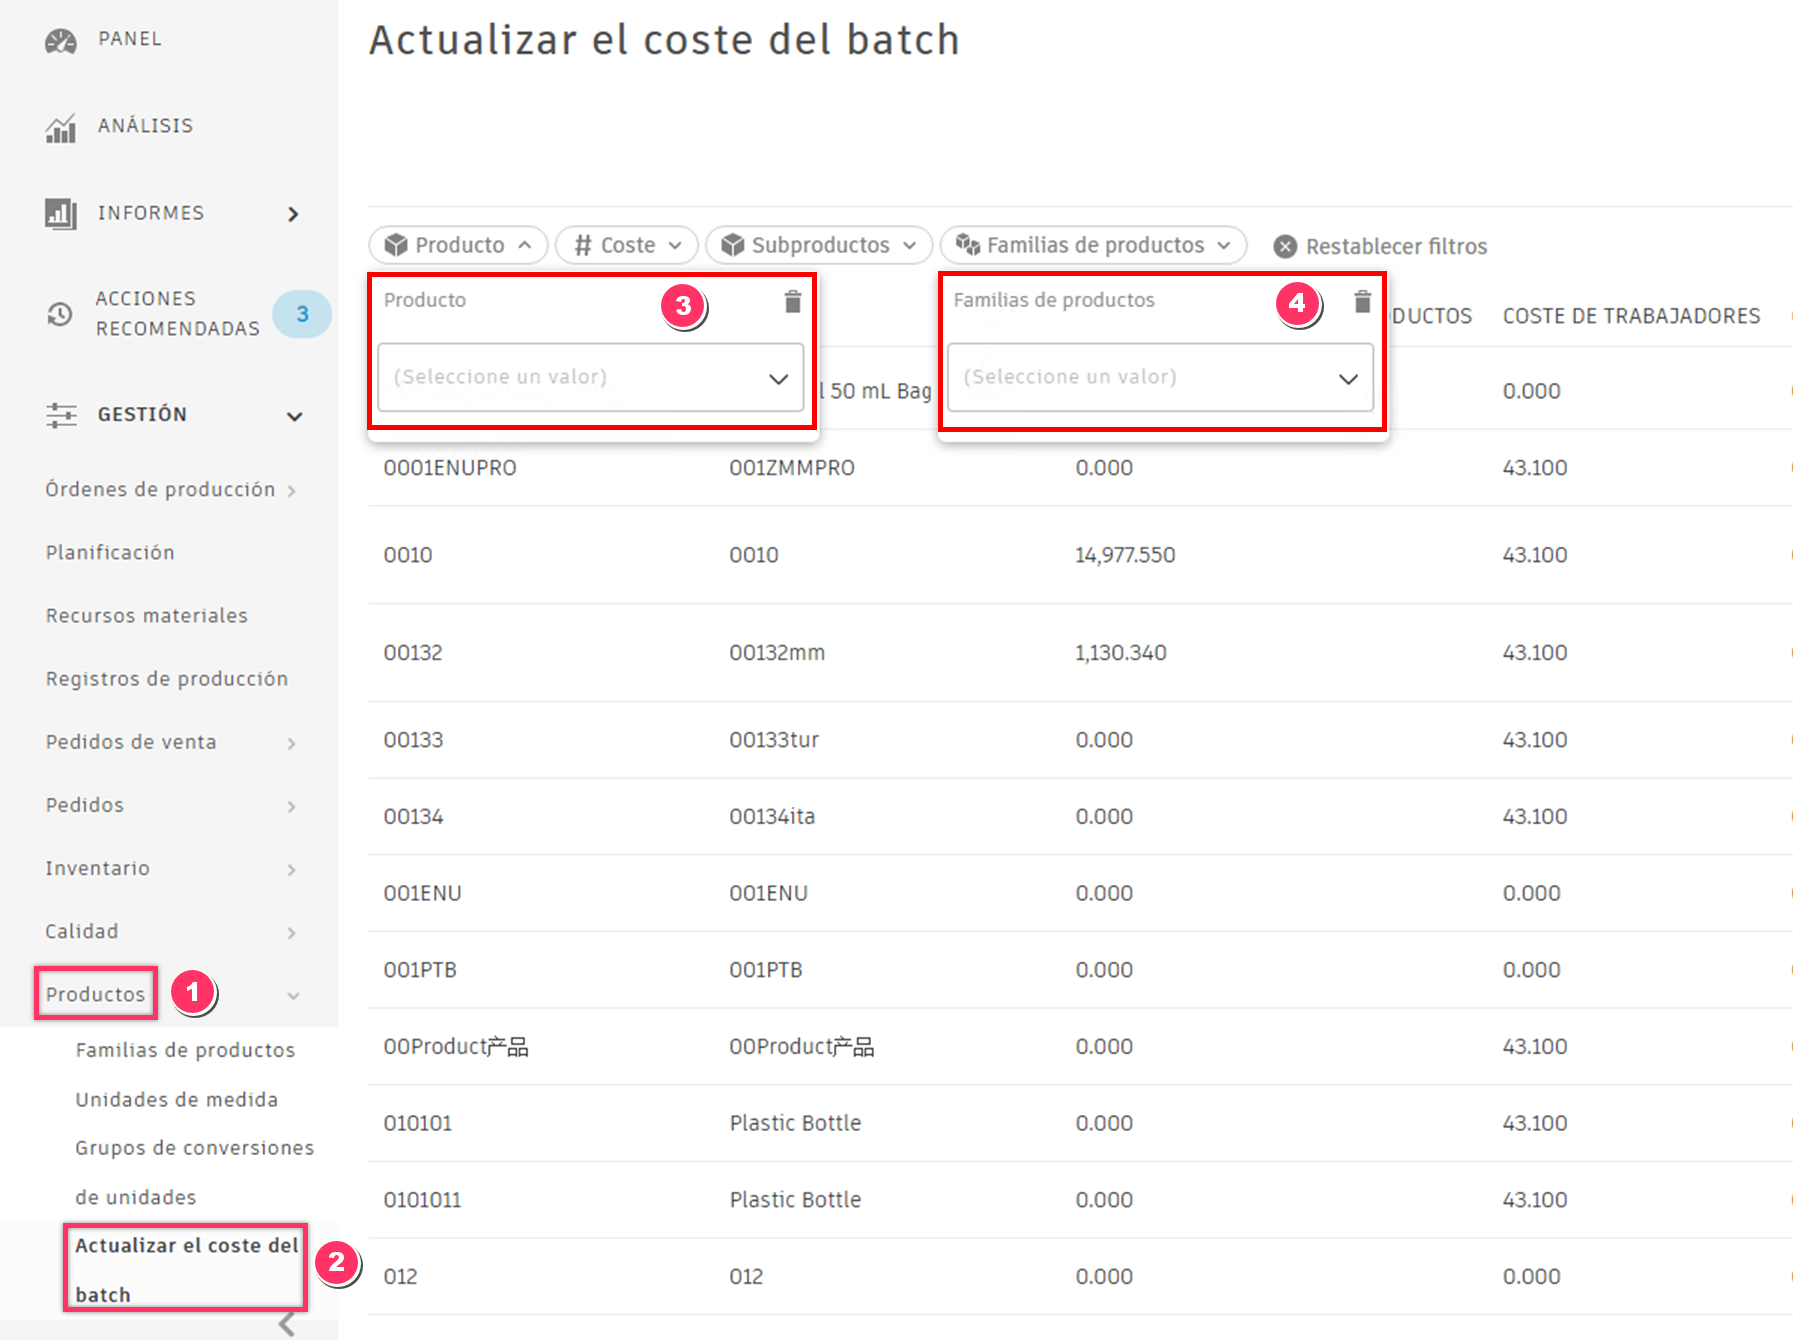 PANEL
ANÁLISIS
INFORMES
ACCIONES
RECOMENDADAS
3
GESTIÓN
Órdenes de producción
Planificación
Recursos materiales
Registros de producción
Pedidos de venta
Pedidos
Inventario
Calidad
Productos
1
Familias de productos
Unidades de medida
Grupos de conversiones
de unidades
Actualizar el coste del
batch
2
Actualizar el coste del batch
Producto # Coste Subproductos Familias de productos Restablecer filtros
Producto 3
(Seleccione un valor)
Familias de productos 4
(Seleccione un valor)
DUCTOS COSTE DE TRABAJADORES
l 50 mL Bag 0.000
0001ENUPRO 001ZMMPRO 0.000 43.100
0010 0010 14,977.550 43.100
00132 00132mm 1,130.340 43.100
00133 00133tur 0.000 43.100
00134 00134ita 0.000 43.100
001ENU 001ENU 0.000 0.000
001PTB 001PTB 0.000 0.000
00Product产品 00Product产品 0.000 43.100
010101 Plastic Bottle 0.000 43.100
0101011 Plastic Bottle 0.000 43.100
012 012 0.000 0.000